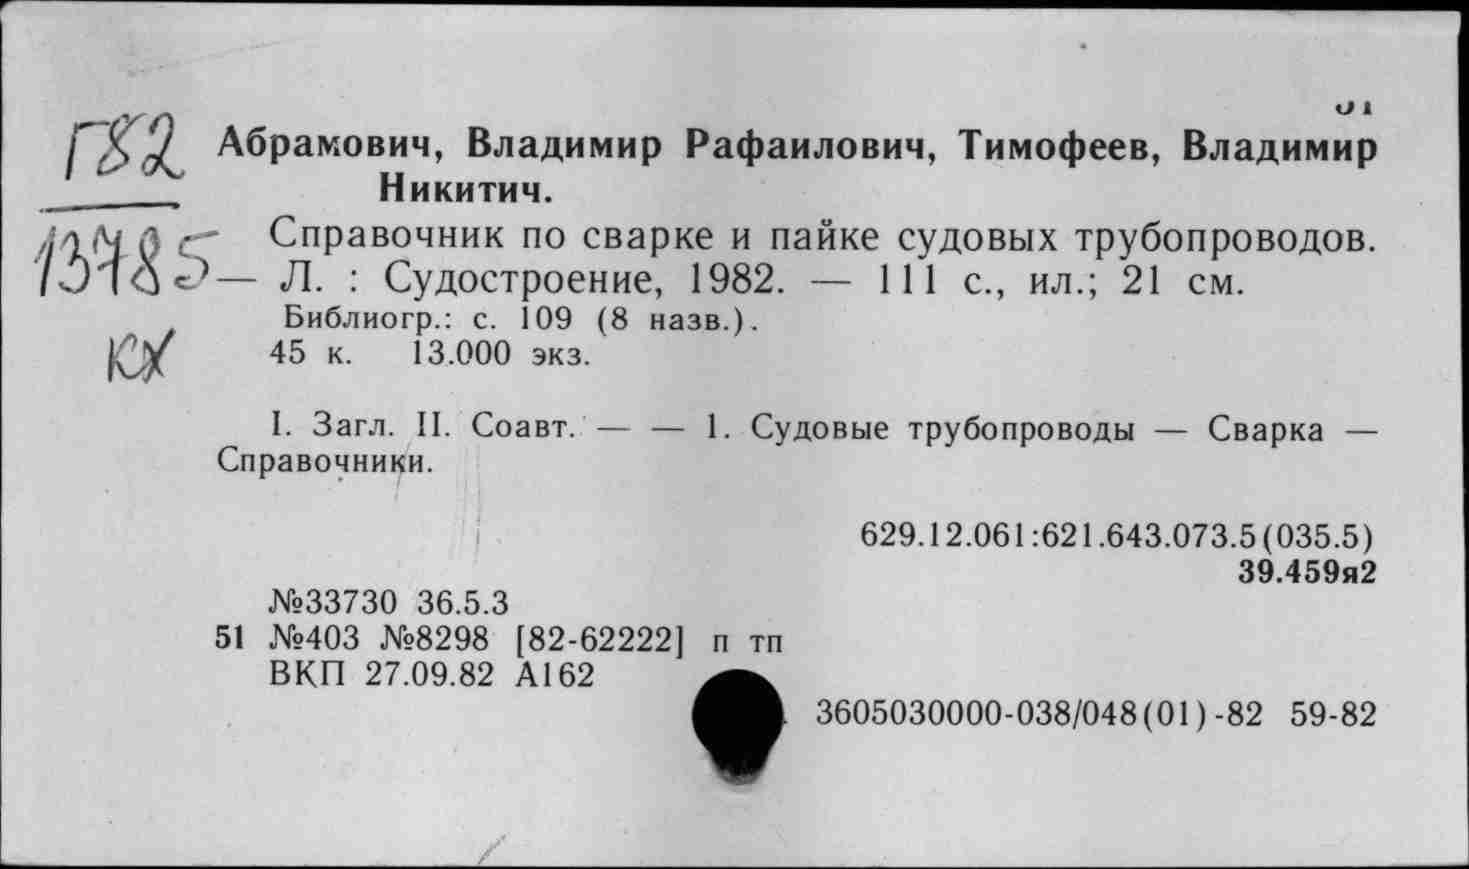 Г82
Абрамович, Владимир Рафаилович, Тимофеев, Владимир
Никитич.
Справочник по сварке и пайке судовых трубопроводов.
— Л. : Судостроение, 1982. — 111 с., ил.; 21 см.
Библиогр.: с. 109 (8 назв.).
45 к. 13.000 экз.
кх
I. Загл. II. Соавт. — — 1. Судовые трубопроводы — Сварка —
Справочники.
629.12.061:621.643.073.5(035.5)
39.459я2
№33730 36.5.3
51 №403 №8298 [82-62222] п тп
ВКП 27.09.82 А162
3605030000-038/048(01)-82 59-82